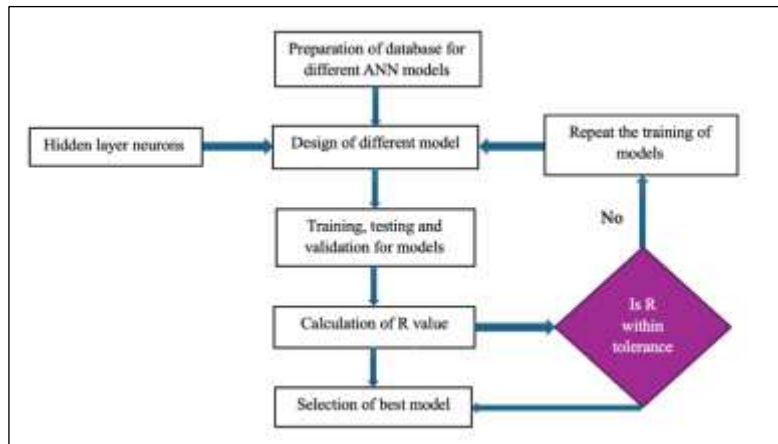 Preparation of database for
different ANN models
Hidden layer neurons
Design of different model
Repeat the training of
models
Training, testing and
validation for models
No
Calculation of R value
Is R
within
tolerance
Selection of best model